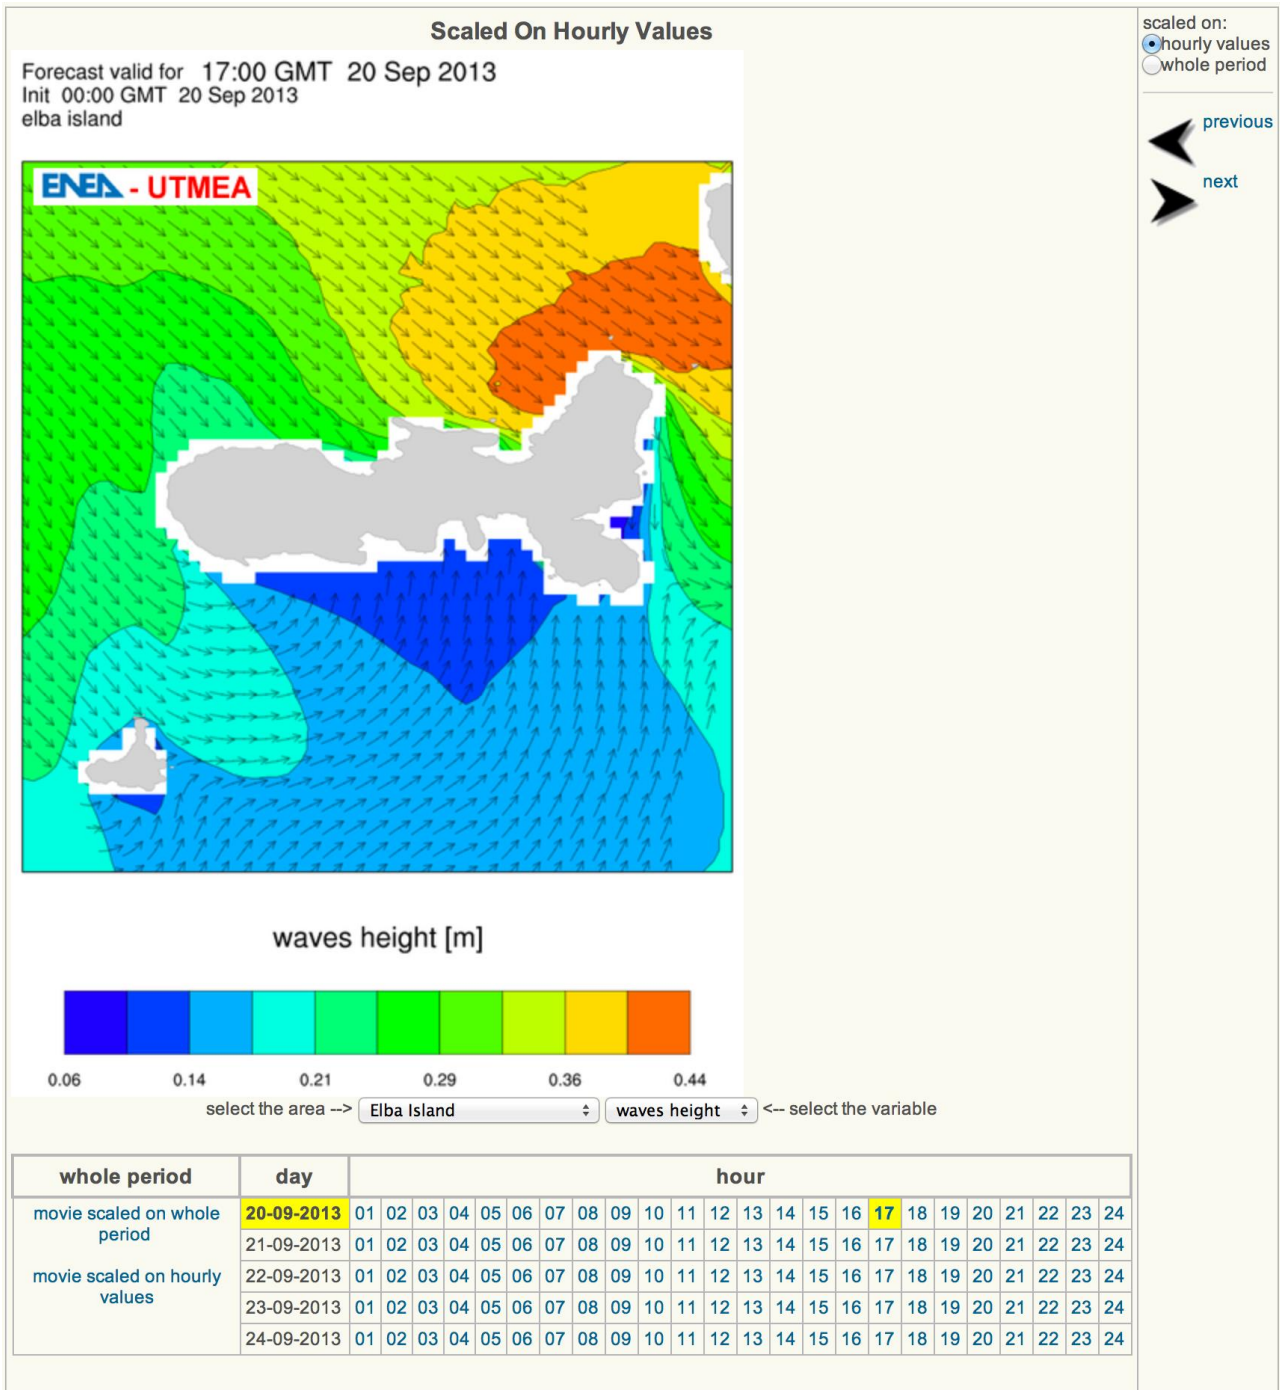 Scaled On Hourly Values
scaled on:
hourly values
whole period
previous
next
Forecast valid for 17:00 GMT 20 Sep 2013
Init 00:00 GMT 20 Sep 2013
elba island
ENEA - UTMEA
waves height [m]
0.06 0.14 0.21 0.29 0.36 0.44
select the area --> Elba Island waves height <-- select the variable
whole period day hour
movie scaled on whole period
movie scaled on hourly values
20-09-2013 01 02 03 04 05 06 07 08 09 10 11 12 13 14 15 16 17 18 19 20 21 22 23 24
21-09-2013 01 02 03 04 05 06 07 08 09 10 11 12 13 14 15 16 17 18 19 20 21 22 23 24
22-09-2013 01 02 03 04 05 06 07 08 09 10 11 12 13 14 15 16 17 18 19 20 21 22 23 24
23-09-2013 01 02 03 04 05 06 07 08 09 10 11 12 13 14 15 16 17 18 19 20 21 22 23 24
24-09-2013 01 02 03 04 05 06 07 08 09 10 11 12 13 14 15 16 17 18 19 20 21 22 23 24